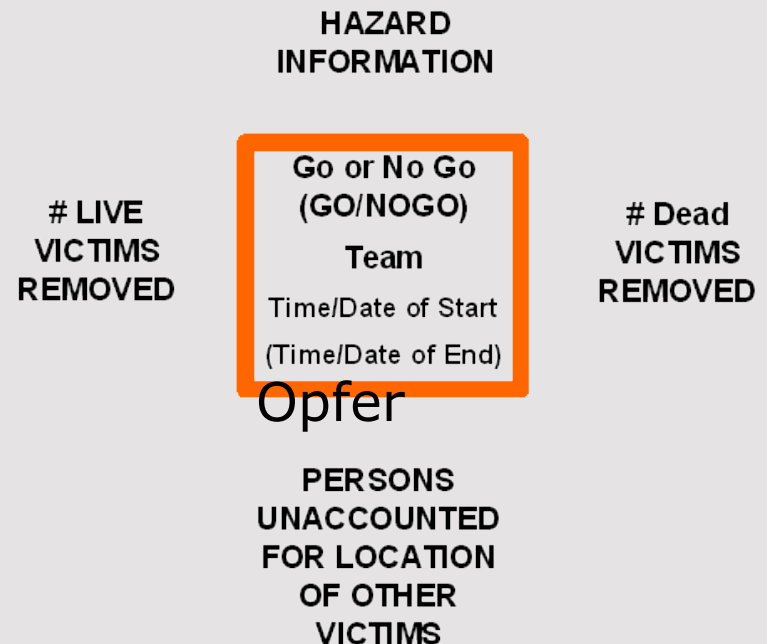 HAZARD
INFORMATION
Go or No Go
(GO/NOGO)
Team
Time/Date of Start
(Time/Date of End)
# LIVE
VICTIMS
REMOVED
# Dead
VICTIMS
REMOVED
Opfer
PERSONS
UNACCOUNTED
FOR LOCATION
OF OTHER
VICTIMS